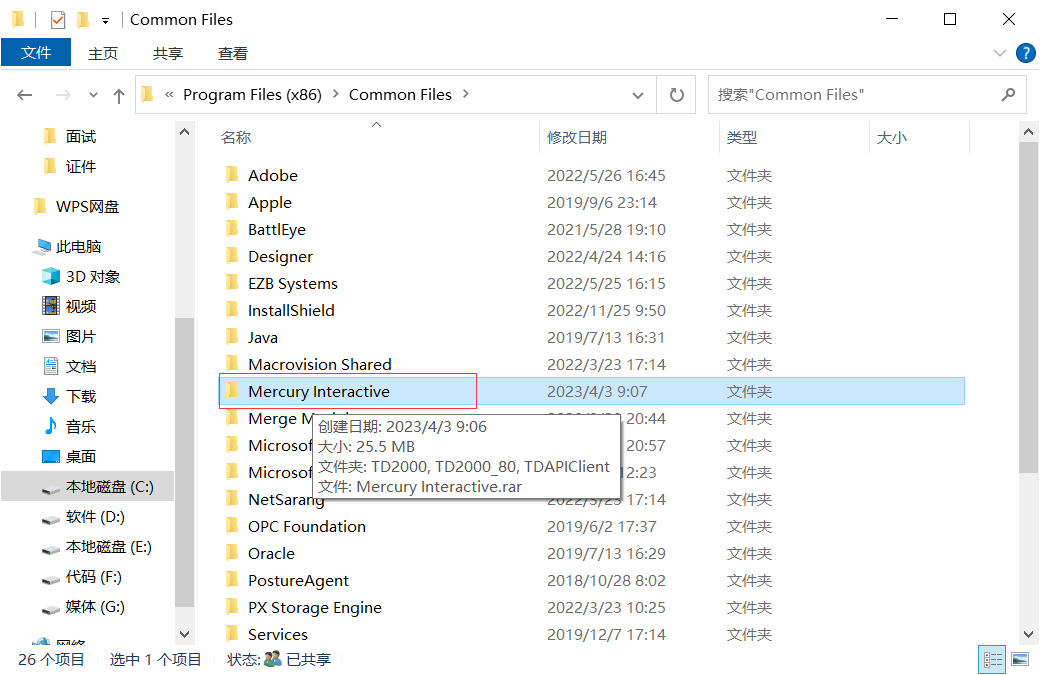 Common Files
文件 主页 共享 查看
« Program Files (x86) Common Files 搜索"Common Files"
面试
证件
WPS网盘
此电脑
3D 对象
视频
图片
文档
下载
音乐
桌面
本地磁盘 (C:)
软件 (D:)
本地磁盘 (E:)
代码 (F:)
媒体 (G:)
网络
名称 修改日期 类型 大小
Adobe 2022/5/26 16:45 文件夹
Apple 2019/9/6 23:14 文件夹
BattlEye 2021/5/28 19:10 文件夹
Designer 2022/4/24 14:16 文件夹
EZB Systems 2022/5/25 16:15 文件夹
InstallShield 2022/11/25 9:50 文件夹
Java 2019/7/13 16:31 文件夹
Macrovision Shared 2022/3/23 17:14 文件夹
Mercury Interactive 2023/4/3 9:07 文件夹
Merge 20:44 文件夹
Microsof 20:57 文件夹
Microsof 12:23 文件夹
NetSarang 2022/3/23 17:14 文件夹
OPC Foundation 2019/6/2 17:37 文件夹
Oracle 2019/7/13 16:29 文件夹
PostureAgent 2018/10/28 8:02 文件夹
PX Storage Engine 2022/3/23 10:25 文件夹
Services 2019/12/7 17:14 文件夹
创建日期: 2023/4/3 9:06
大小: 25.5 MB
文件夹: TD2000, TD2000_80, TDAPIClient
文件: Mercury Interactive.rar
26 个项目 选中 1 个项目 状态: 已共享